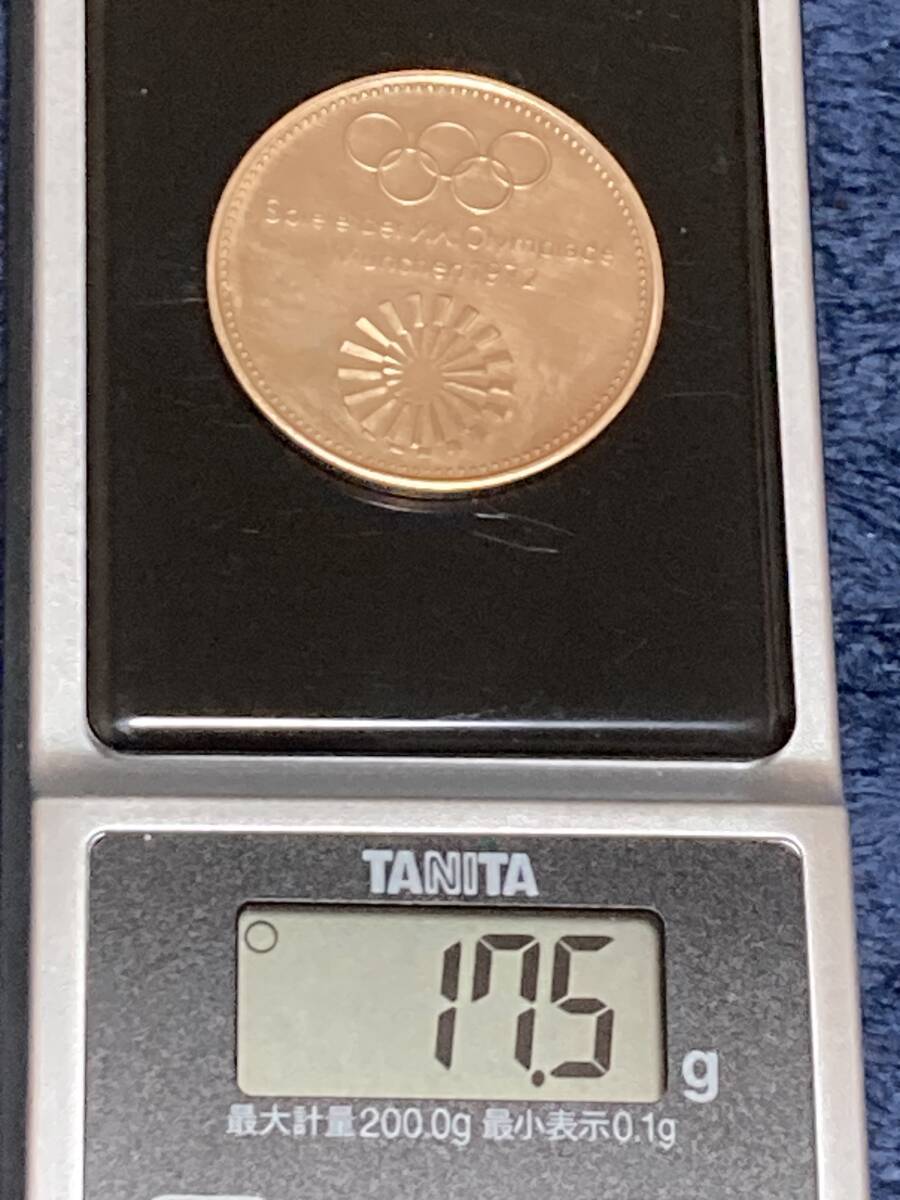 Spiele der XX. Olympiade
München 1972
TANITA
17.5
g
最大計量200.0g 最小表示0.1g